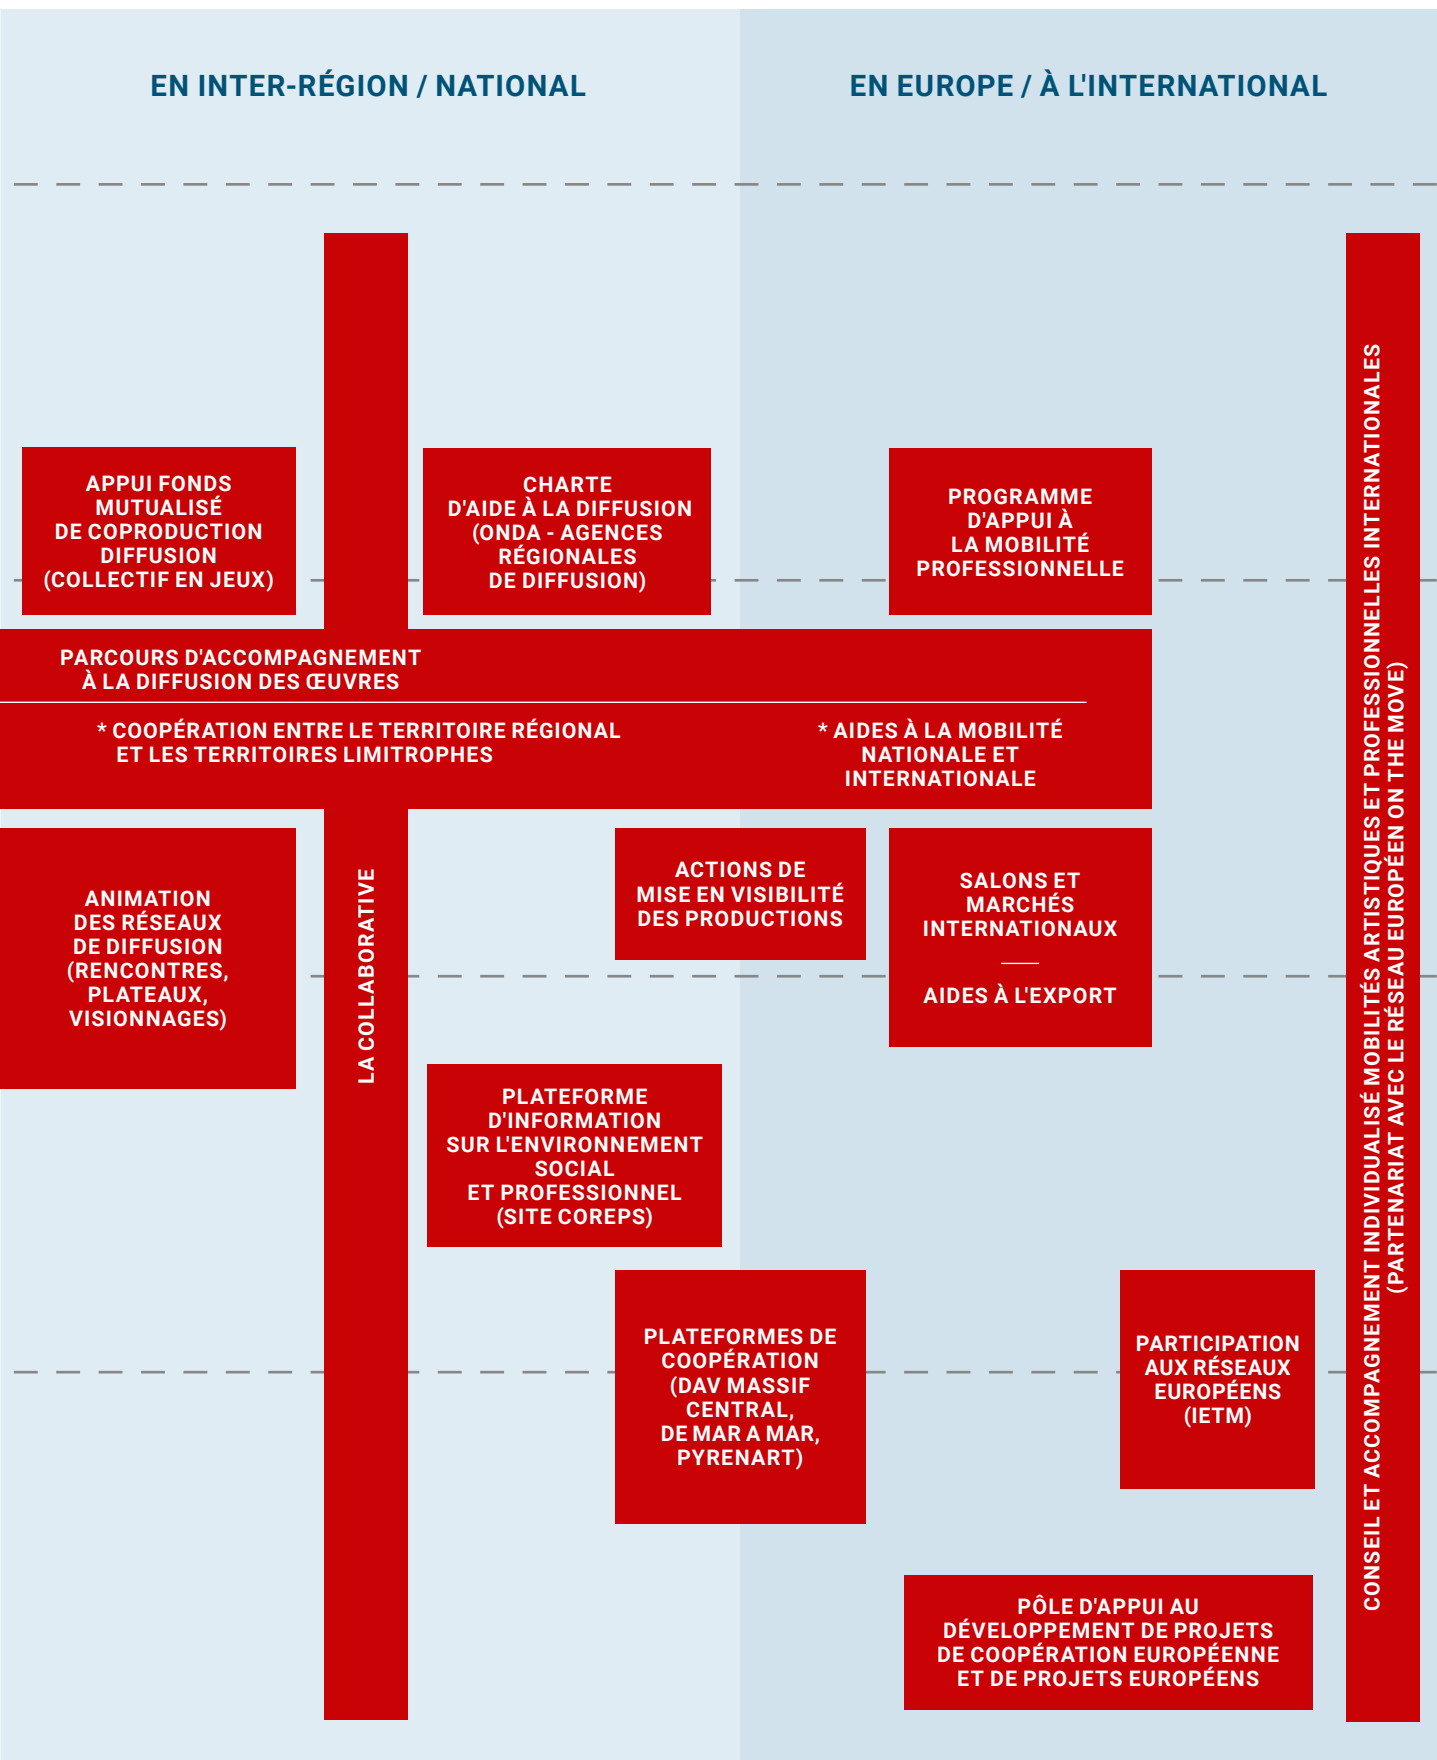 EN INTER-RÉGION / NATIONAL
EN EUROPE / À L'INTERNATIONAL
APPUI FONDS
MUTUALISÉ
DE COPRODUCTION
DIFFUSION
(COLLECTIF EN JEUX)
CHARTE
D'AIDE À LA DIFFUSION
(ONDA - AGENCES
RÉGIONALES
DE DIFFUSION)
PROGRAMME
D'APPUI À
LA MOBILITÉ
PROFESSIONNELLE
PARCOURS D'ACCOMPAGNEMENT
À LA DIFFUSION DES ŒUVRES
* COOPÉRATION ENTRE LE TERRITOIRE RÉGIONAL
ET LES TERRITOIRES LIMITROPHES
* AIDES À LA MOBILITÉ
NATIONALE ET
INTERNATIONALE
ANIMATION
DES RÉSEAUX
DE DIFFUSION
(RENCONTRES,
PLATEAUX,
VISIONNAGES)
LA COLLABORATIVE
ACTIONS DE
MISE EN VISIBILITÉ
DES PRODUCTIONS
SALONS ET
MARCHÉS
INTERNATIONAUX
AIDES À L'EXPORT
PLATEFORME
D'INFORMATION
SUR L'ENVIRONNEMENT
SOCIAL
ET PROFESSIONNEL
(SITE COREPS)
PLATEFORMES DE
COOPÉRATION
(DAV MASSIF
CENTRAL,
DE MAR A MAR,
PYRENART)
PARTICIPATION
AUX RÉSEAUX
EUROPÉENS
(IETM)
PÔLE D'APPUI AU
DÉVELOPPEMENT DE PROJETS
DE COOPÉRATION EUROPÉENNE
ET DE PROJETS EUROPÉENS
CONSEIL ET ACCOMPAGNEMENT INDIVIDUALISÉ MOBILITÉS ARTISTIQUES ET PROFESSIONNELLES INTERNATIONALES
(PARTENARIAT AVEC LE RÉSEAU EUROPÉEN ON THE MOVE)